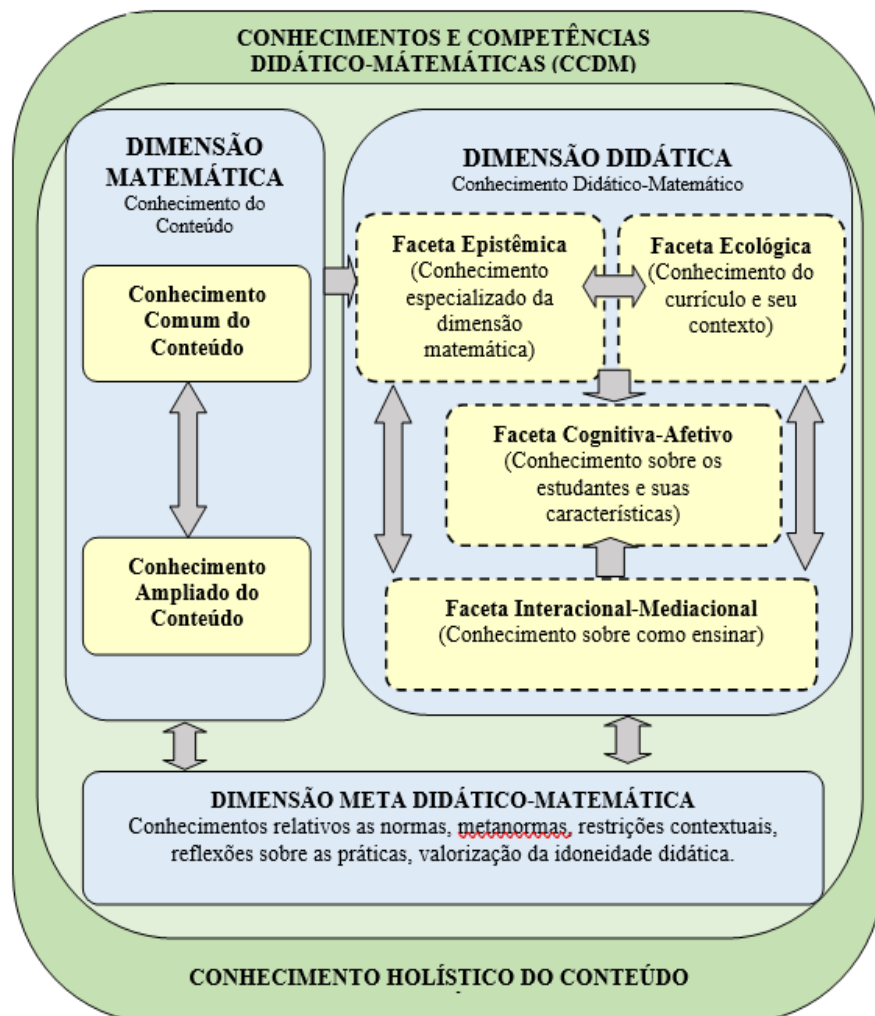 CONHECIMENTOS E COMPETÊNCIAS
DIDÁTICO-MÁTEMÁTICAS (CCDM)
DIMENSÃO
MATEMÁTICA
Conhecimento do
Conteúdo
Conhecimento
Comum do
Conteúdo
Conhecimento
Ampliado do
Conteúdo
DIMENSÃO DIDÁTICA
Conhecimento Didático-Matemático
Faceta Epistêmica
(Conhecimento
especializado da
dimensão
matemática)
Faceta Ecológica
(Conhecimento do
currículo e seu
contexto)
Faceta Cognitiva-Afetivo
(Conhecimento sobre os
estudantes e suas
características)
Faceta Interacional-Mediacional
(Conhecimento sobre como ensinar)
DIMENSÃO META DIDÁTICO-MATEMÁTICA
Conhecimentos relativos as normas, metanormas, restrições contextuais,
reflexões sobre as práticas, valorização da idoneidade didática.
CONHECIMENTO HOLÍSTICO DO CONTEÚDO